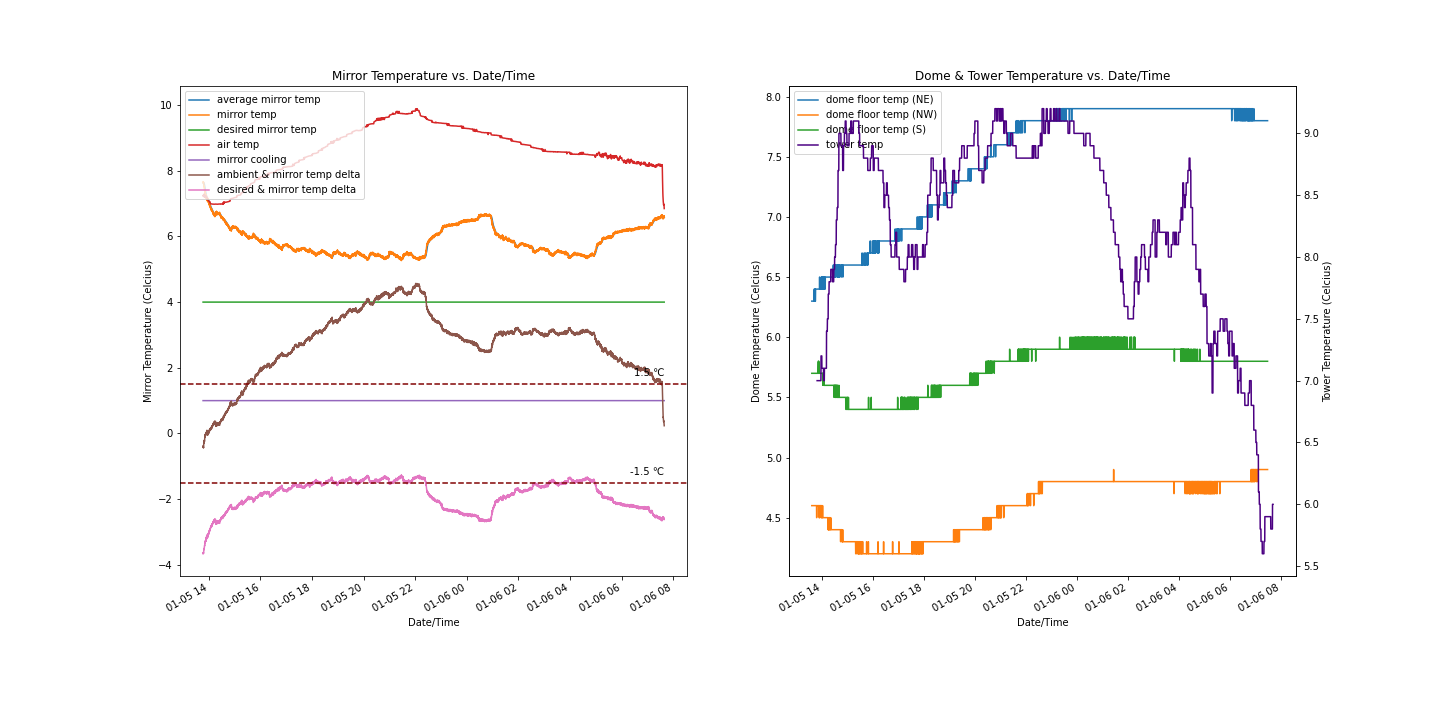 Mirror Temperature vs. Date/Time
average mirror temp
mirror temp
desired mirror temp
air temp
mirror cooling
ambient & mirror temp delta
desired & mirror temp delta
10
8
6
4
2
0
−2
−4
Mirror Temperature (Celcius)
1.5 °C
-1.5 °C
01-05 14
01-05 16
01-05 18
01-05 20
01-05 22
01-06 00
01-06 02
01-06 04
01-06 06
01-06 08
Date/Time
Dome & Tower Temperature vs. Date/Time
dome floor temp (NE)
dome floor temp (NW)
dome floor temp (S)
tower temp
8.0
7.5
7.0
6.5
6.0
5.5
5.0
4.5
Dome Temperature (Celcius)
9.0
8.5
8.0
7.5
7.0
6.5
6.0
5.5
Tower Temperature (Celcius)
01-05 14
01-05 16
01-05 18
01-05 20
01-05 22
01-06 00
01-06 02
01-06 04
01-06 06
01-06 08
Date/Time